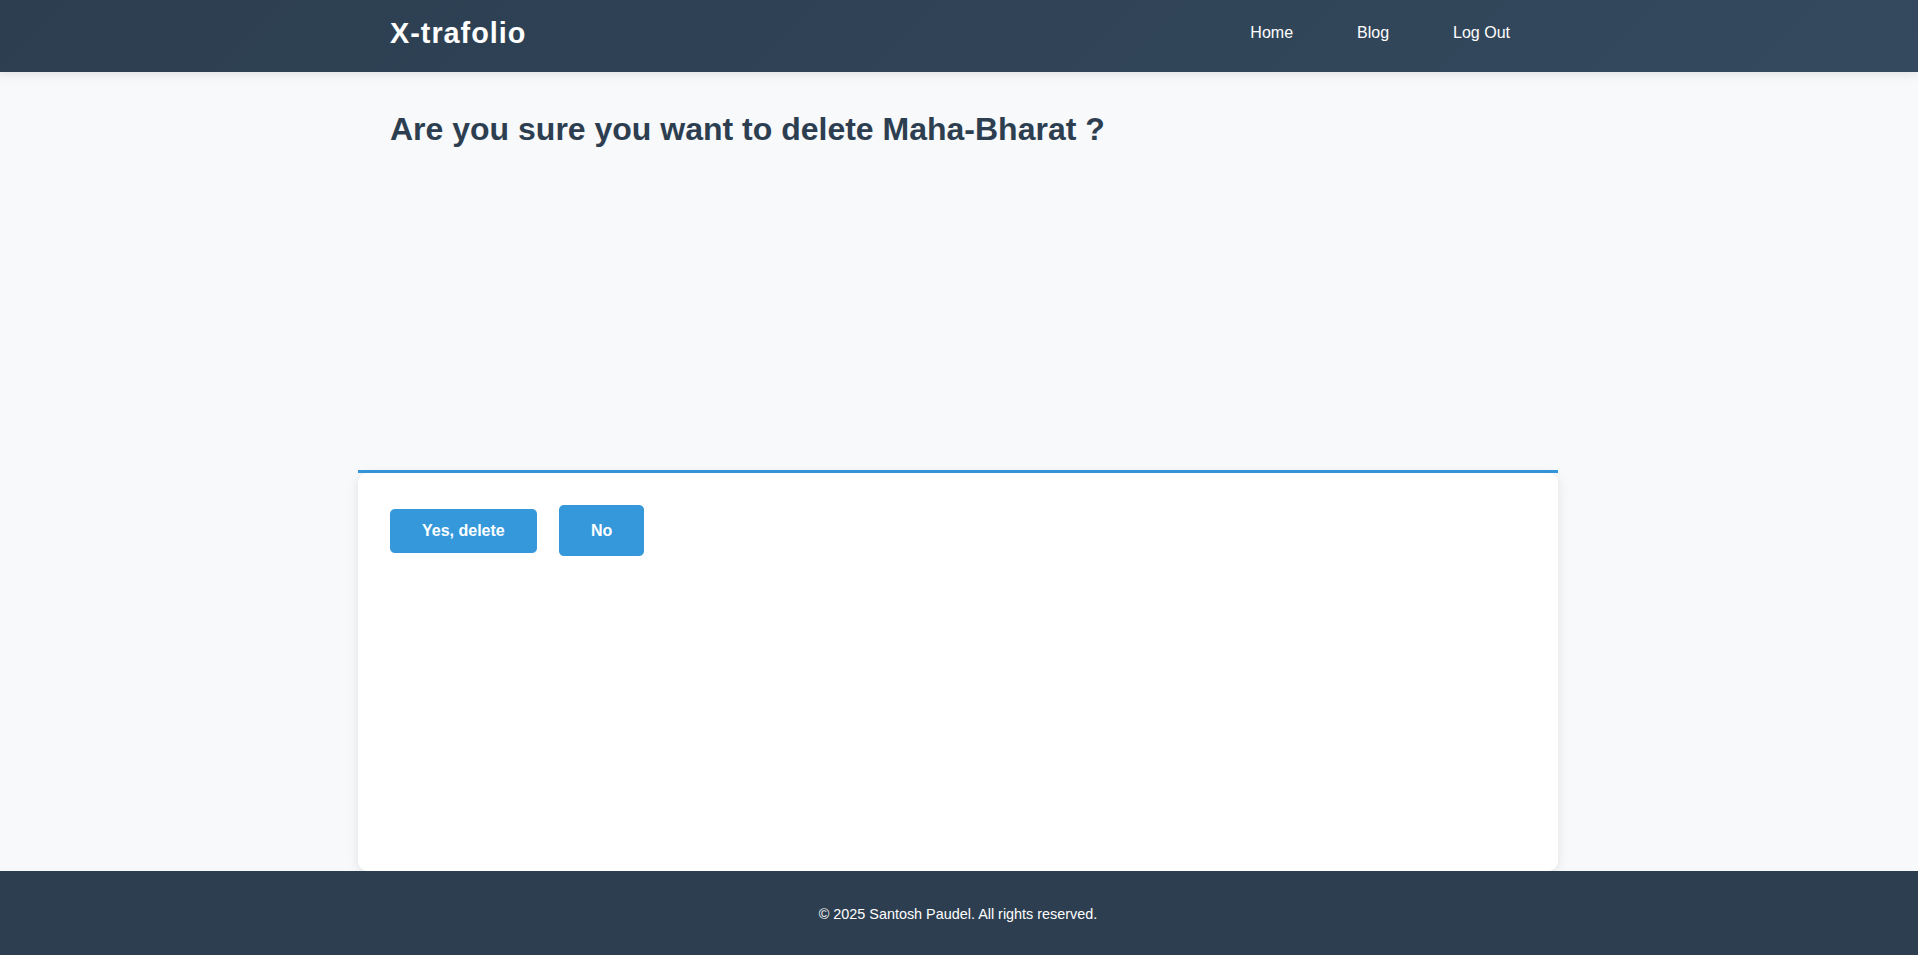 X-trafolio
Home Blog Log Out
Are you sure you want to delete Maha-Bharat ?
Yes, delete No
© 2025 Santosh Paudel. All rights reserved.